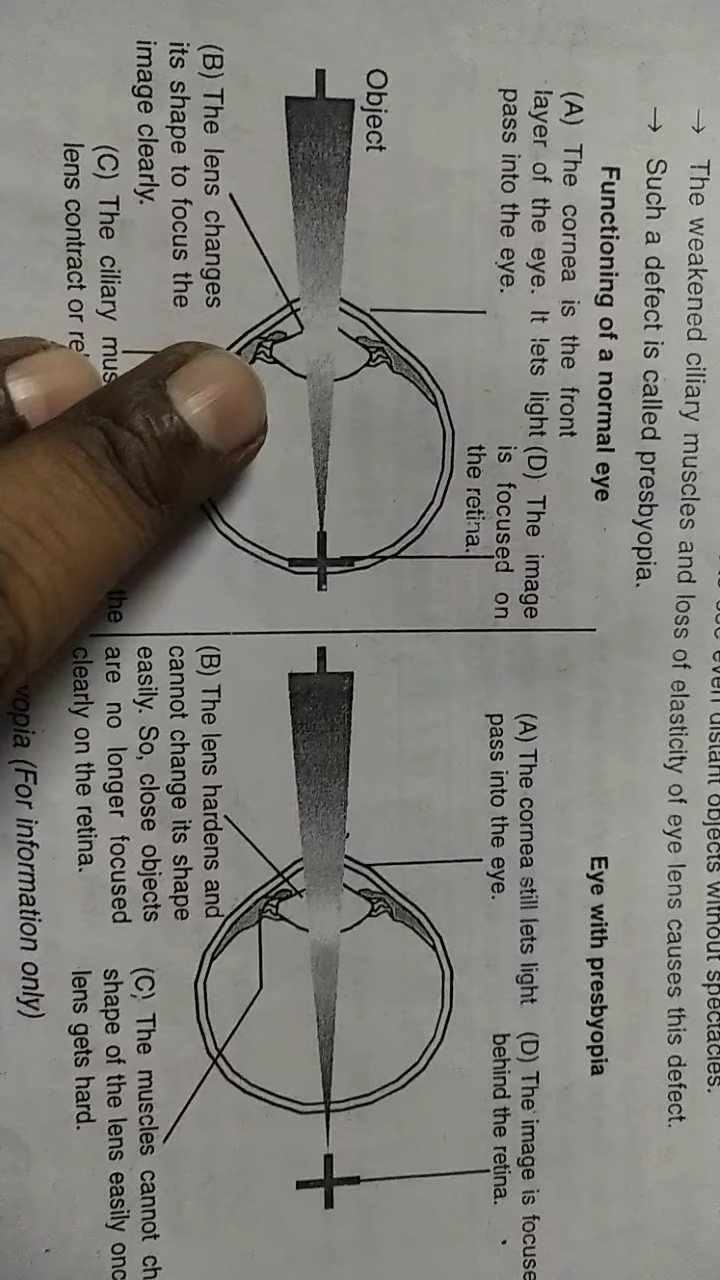 even distant objects without spectacles.
→ The weakened ciliary muscles and loss of elasticity of eye lens causes this defect.
→ Such a defect is called presbyopia.
Functioning of a normal eye
(A) The cornea is the front
layer of the eye. It lets light
pass into the eye.
(D) The image
is focused on
the retina.
Object
(B) The lens changes
its shape to focus the
image clearly.
(C) The ciliary
lens contract or
the
Eye with presbyopia
(A) The cornea still lets light
pass into the eye.
(D) The image is
behind the retina.
(B) The lens hardens and
cannot change its shape
easily. So, close objects
are no longer focused
clearly on the retina.
(C) The muscles cannot
shape of the lens easily
lens gets hard.
(For information only)